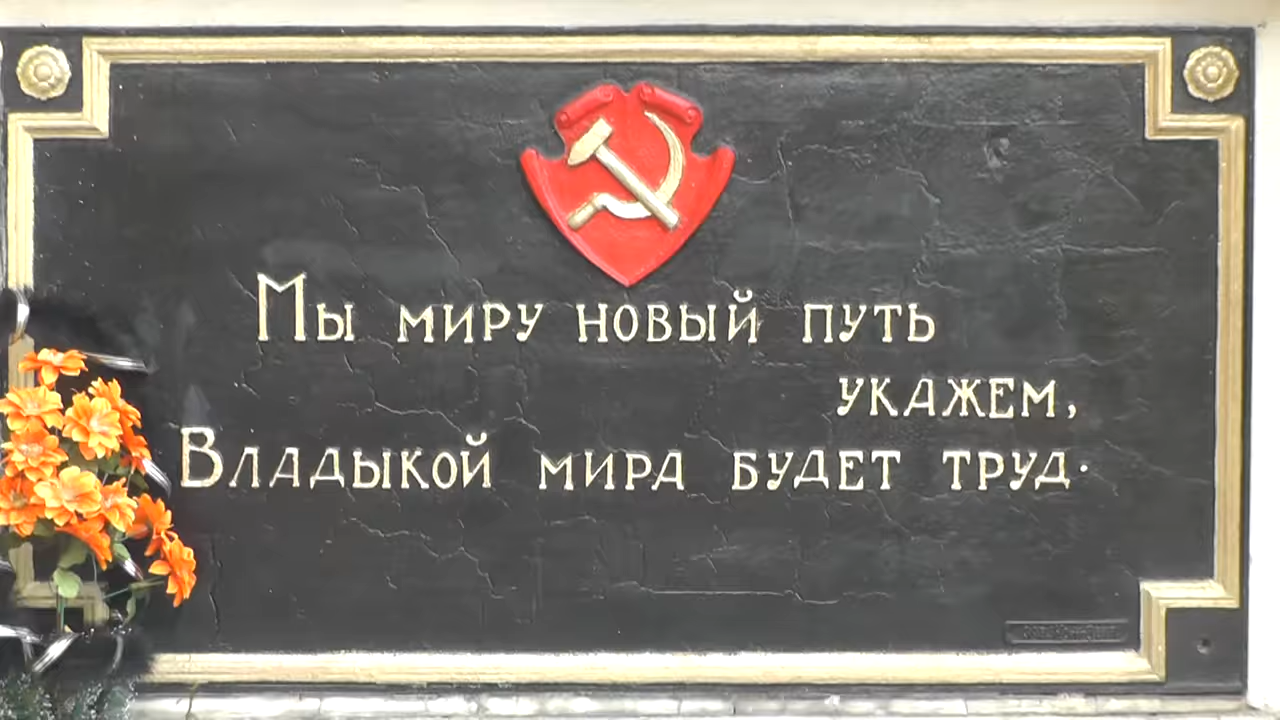 Мы миру новый путь
укажем,
Владыкой мира будет труд.